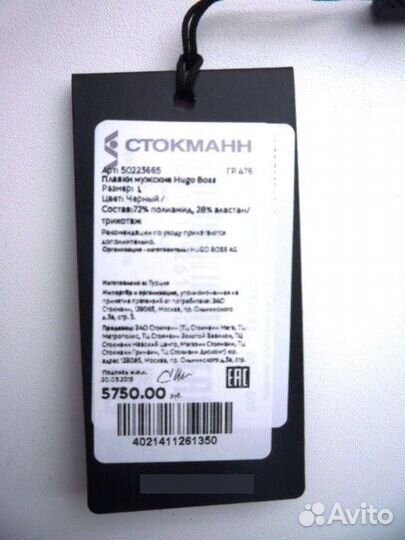 СТОКМАНН
Арт: 50223665 ГР.476
Плавки мужские Hugo Boss
Размер: L
Цвет: Черный /
Состав:72% полиамид, 28% эластан/
трикотаж
Рекомендации по уходу прилагаются
дополнительно.
Организация - изготовитель: HUGO BOSS AG
Изготовлено в: Турция
Импортёр и организация, уполномоченная на
принятие претензий от потребителя: ЗАО
Стокманн, 129085, Москва, пр. Ольминского
д.3а, стр. 3.
Продавец: ЗАО Стокманн (ТЦ Стокманн Мега, ТЦ
Метрополис, ТЦ Стокманн Золотой Вавилон, ТЦ
Стокманн Невский центр, Магазин Стокманн, ТЦ
Стокманн Гринвич, ТЦ Стокманн Дисконт) юр.
адрес 129085, Москва, пр. Ольминского д.3а, стр.
Подпись м.о.л.
20.03.2015
EAC
5750.00 руб.
4021411261350
Avito